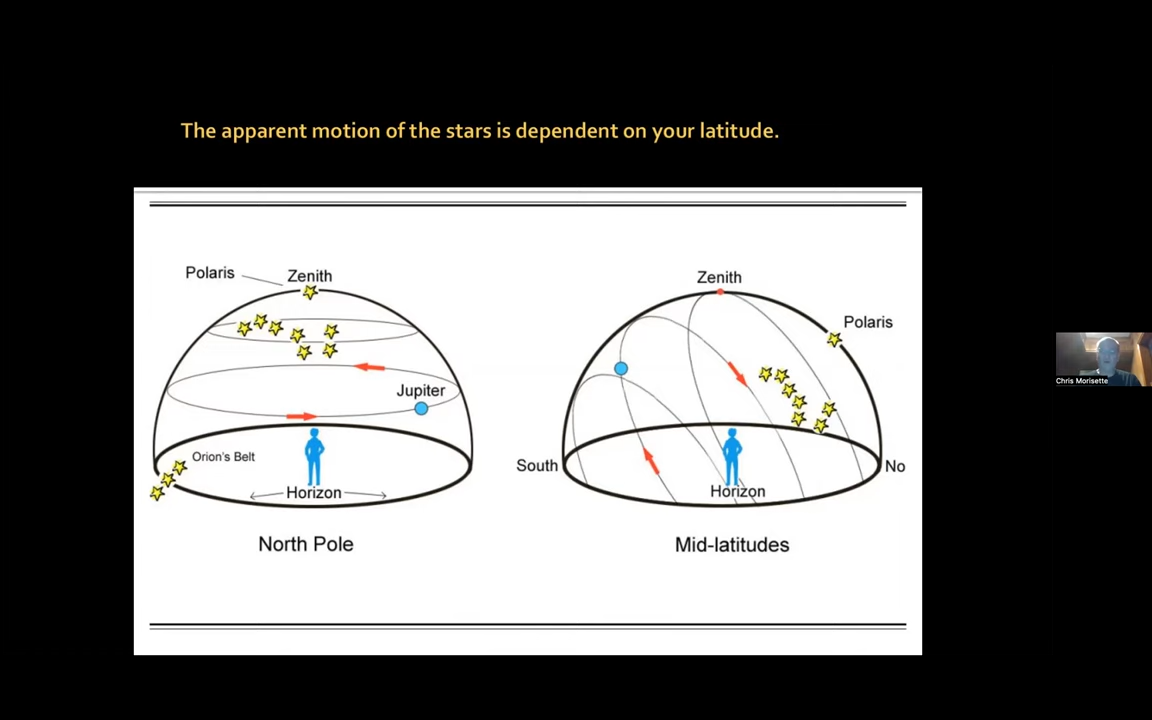 The apparent motion of the stars is dependent on your latitude.
Polaris
Zenith
Jupiter
Orion's Belt
Horizon
North Pole
Zenith
Polaris
South
No
Horizon
Mid-latitudes
Chris Morisette